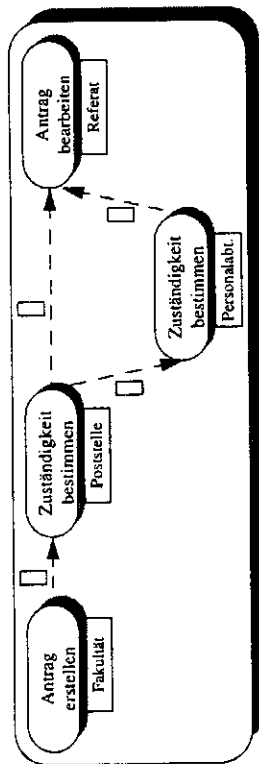 Antrag
erstellen
Fakultät
Zuständigkeit
bestimmen
Poststelle
Zuständigkeit
bestimmen
Personalabt.
Antrag
bearbeiten
Referat